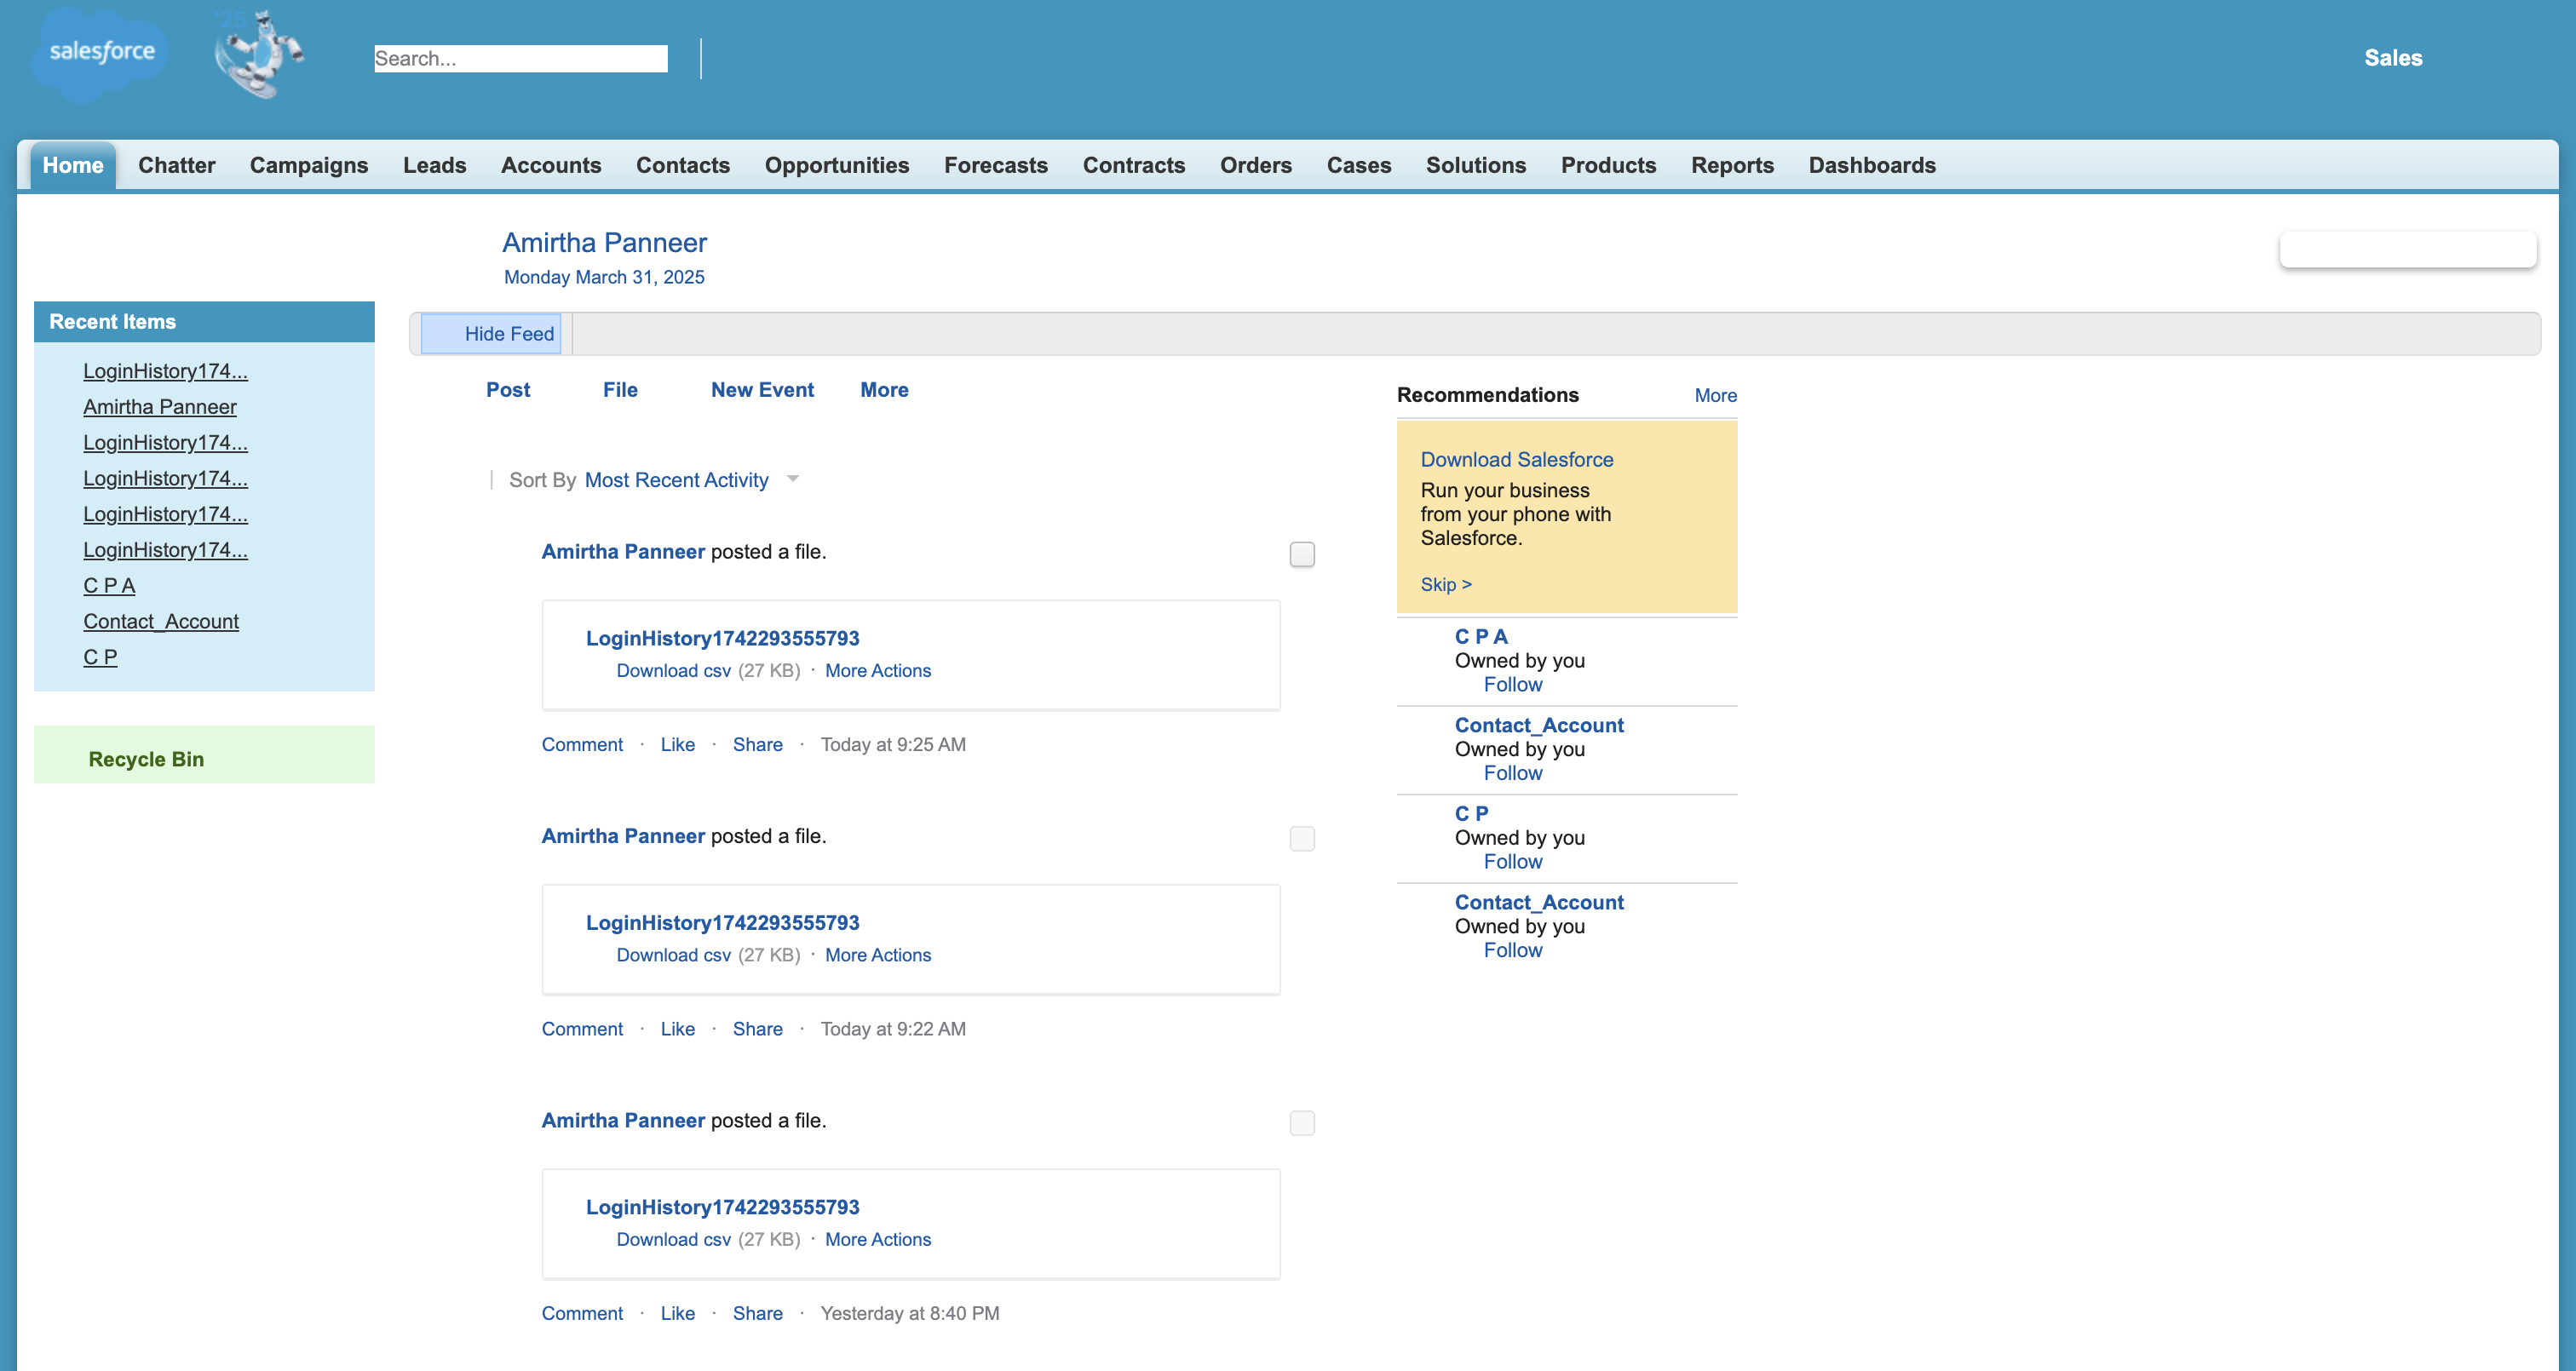 salesforce
'25
Search...
Sales
Home Chatter Campaigns Leads Accounts Contacts Opportunities Forecasts Contracts Orders Cases Solutions Products Reports Dashboards
Amirtha Panneer
Monday March 31, 2025
Recent Items
LoginHistory174...
Amirtha Panneer
LoginHistory174...
LoginHistory174...
LoginHistory174...
LoginHistory174...
C P A
Contact_Account
C P
Recycle Bin
Hide Feed
Post File New Event More
Sort By Most Recent Activity
Amirtha Panneer posted a file.
LoginHistory1742293555793
Download csv (27 KB) · More Actions
Comment · Like · Share · Today at 9:25 AM
Amirtha Panneer posted a file.
LoginHistory1742293555793
Download csv (27 KB) · More Actions
Comment · Like · Share · Today at 9:22 AM
Amirtha Panneer posted a file.
LoginHistory1742293555793
Download csv (27 KB) · More Actions
Comment · Like · Share · Yesterday at 8:40 PM
Recommendations More
Download Salesforce
Run your business
from your phone with
Salesforce.
Skip >
C P A
Owned by you
Follow
Contact_Account
Owned by you
Follow
C P
Owned by you
Follow
Contact_Account
Owned by you
Follow